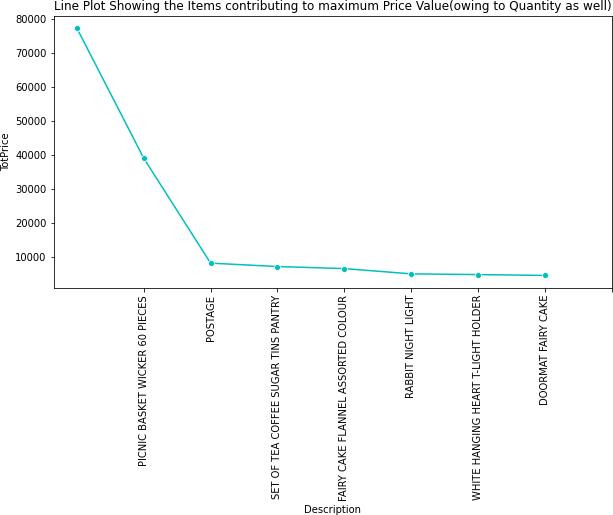 Line Plot Showing the Items contributing to maximum Price Value(owing to Quantity as well)
80000
70000
60000
50000
40000
30000
20000
10000
TotPrice
PICNIC BASKET WICKER 60 PIECES
POSTAGE
SET OF TEA COFFEE SUGAR TINS PANTRY
FAIRY CAKE FLANNEL ASSORTED COLOUR
RABBIT NIGHT LIGHT
WHITE HANGING HEART T-LIGHT HOLDER
DOORMAT FAIRY CAKE
Description